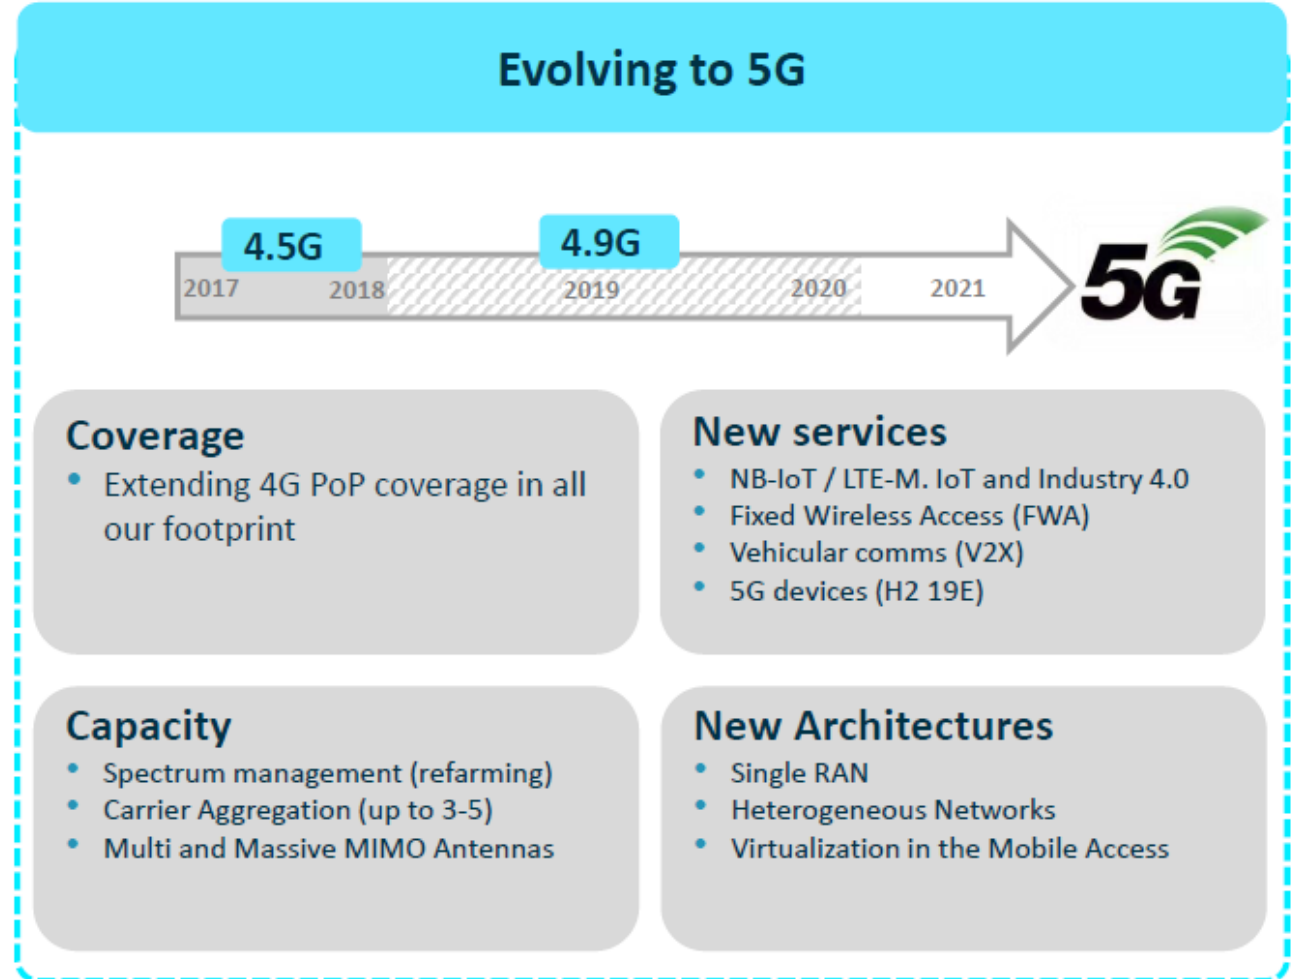 Evolving to 5G
4.5G
4.9G
2017
2018
2019
2020
2021
5G
Coverage
• Extending 4G PoP coverage in all
our footprint
New services
• NB-IoT / LTE-M. IoT and Industry 4.0
• Fixed Wireless Access (FWA)
• Vehicular comms (V2X)
• 5G devices (H2 19E)
Capacity
• Spectrum management (refarming)
• Carrier Aggregation (up to 3-5)
• Multi and Massive MIMO Antennas
New Architectures
• Single RAN
• Heterogeneous Networks
• Virtualization in the Mobile Access